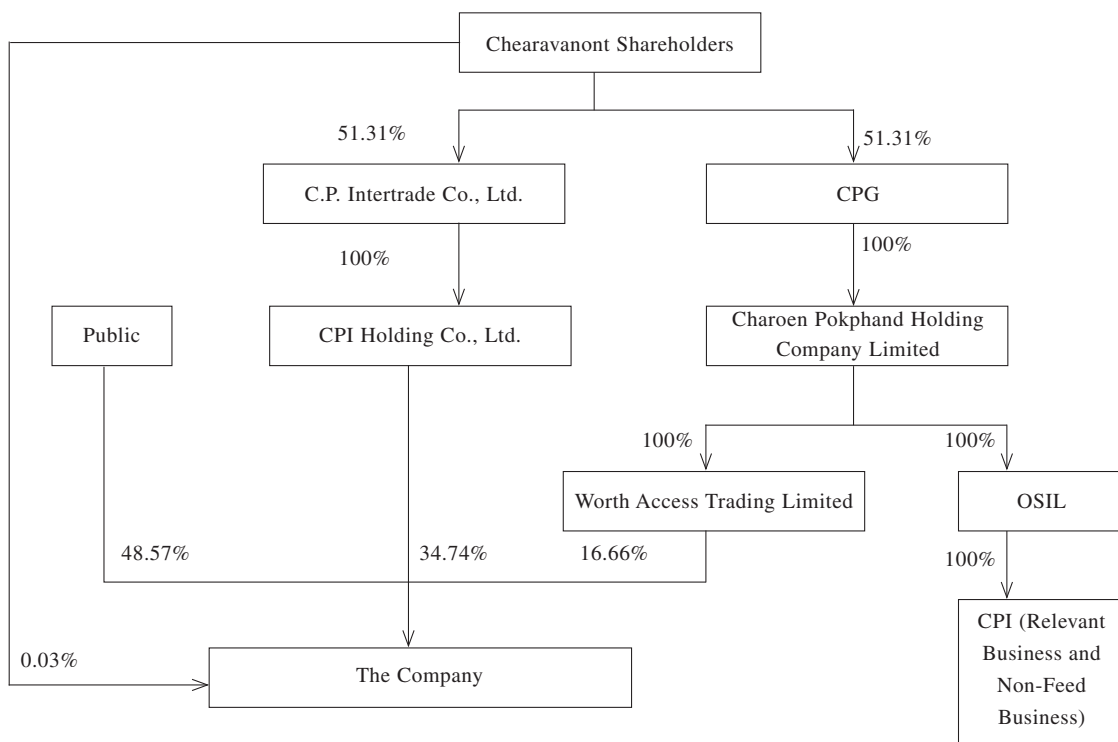 Chearavanont Shareholders
51.31%
51.31%
C.P. Intertrade Co., Ltd.
CPG
100%
100%
Public
CPI Holding Co., Ltd.
Charoen Pokphand Holding
Company Limited
100%
100%
Worth Access Trading Limited
OSIL
48.57%
34.74%
16.66%
100%
CPI (Relevant
Business and
Non-Feed
Business)
0.03%
The Company